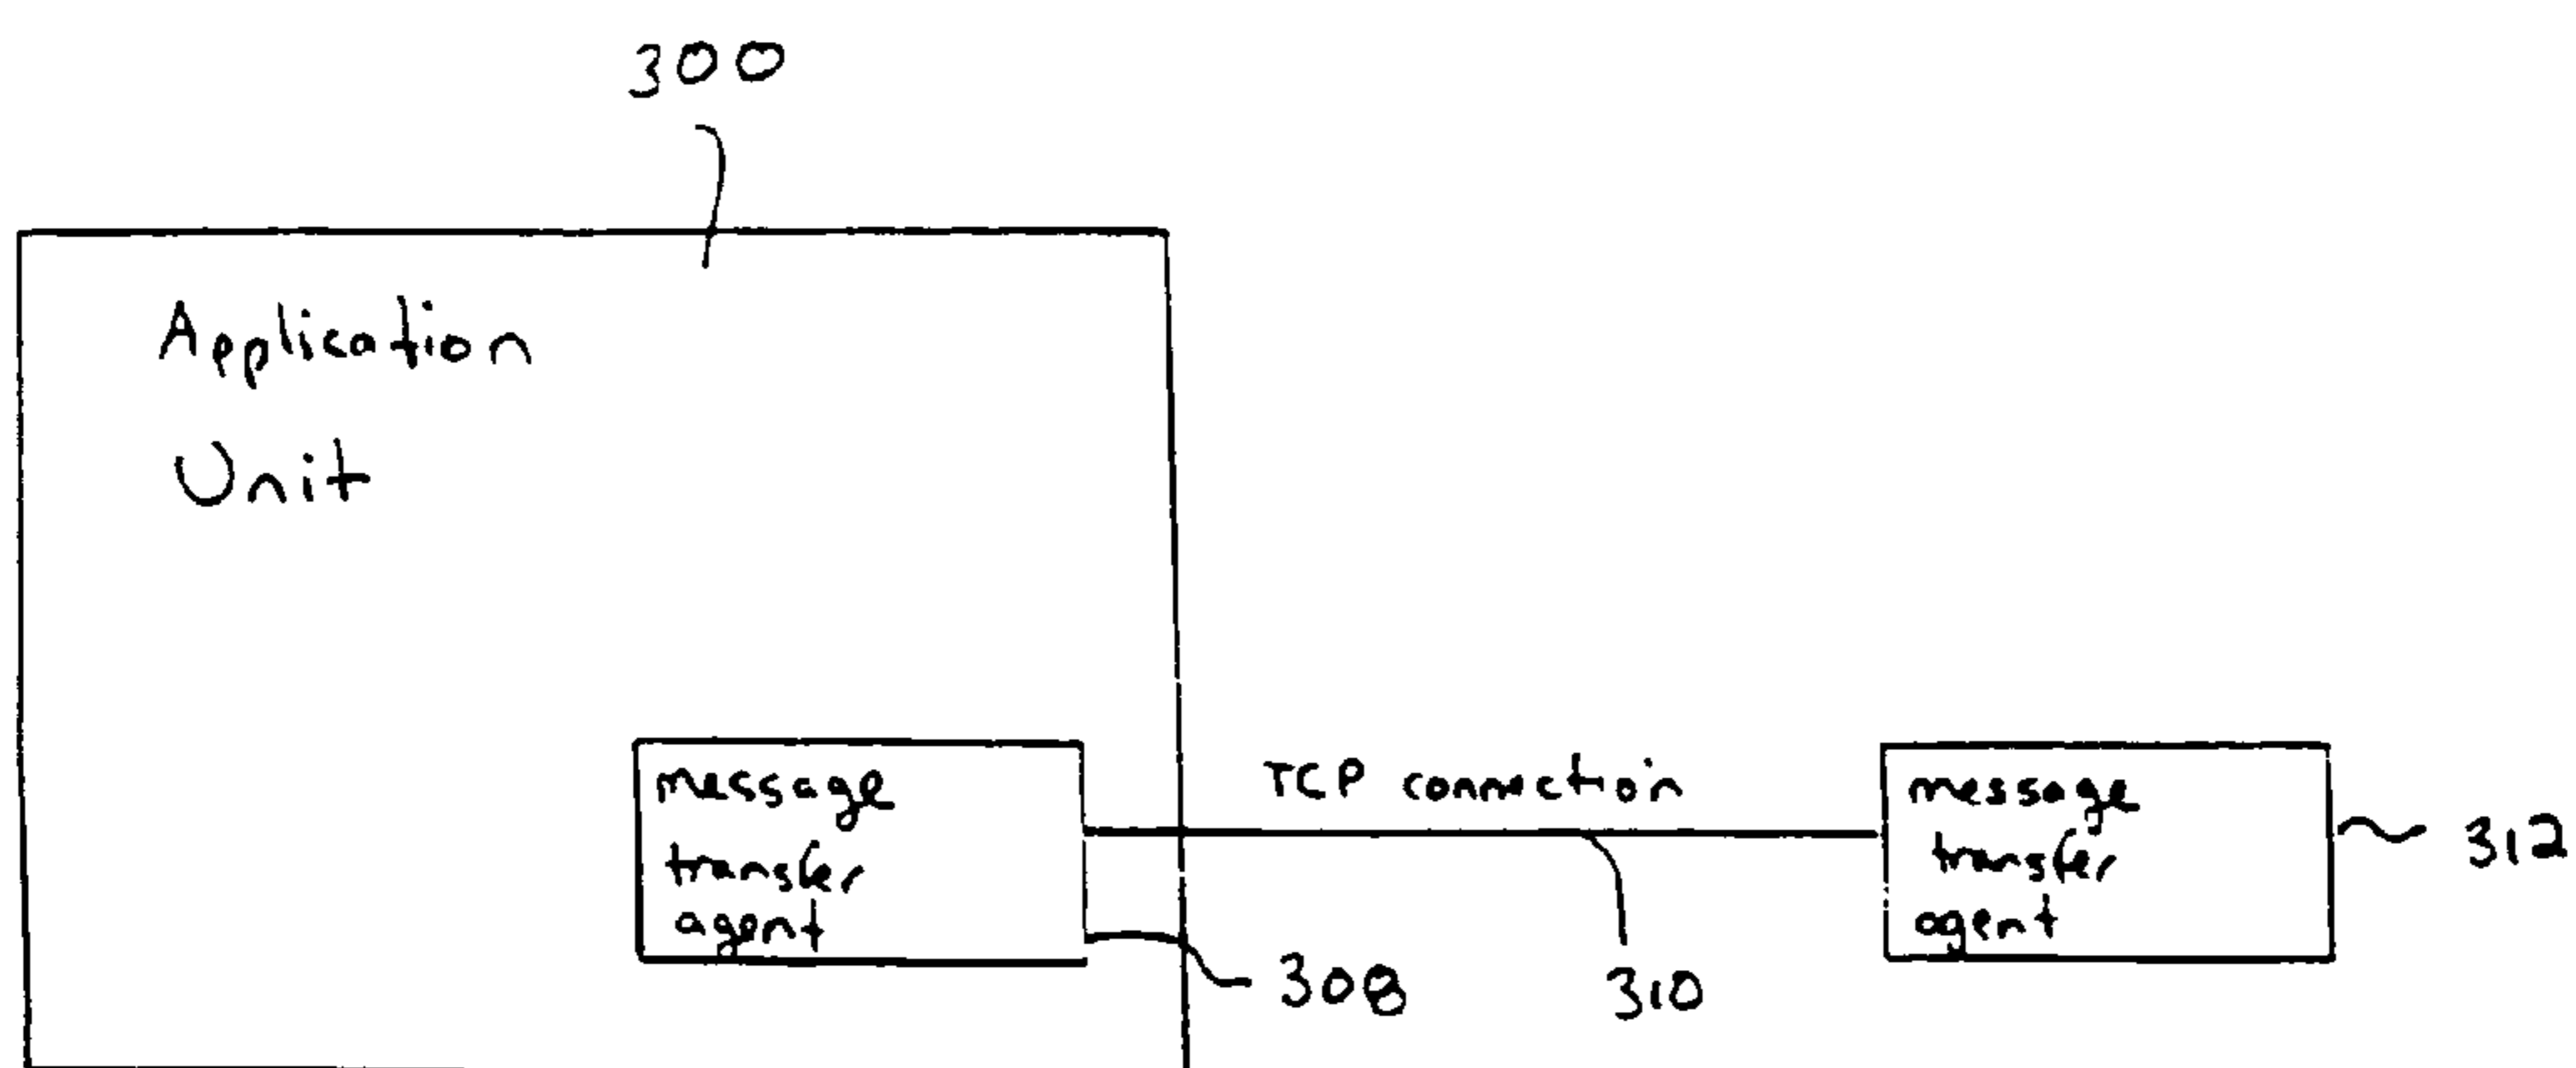 300
Application
Unit
message
transfer
agent
TCP connection
message
transfer
agent
312
308
310